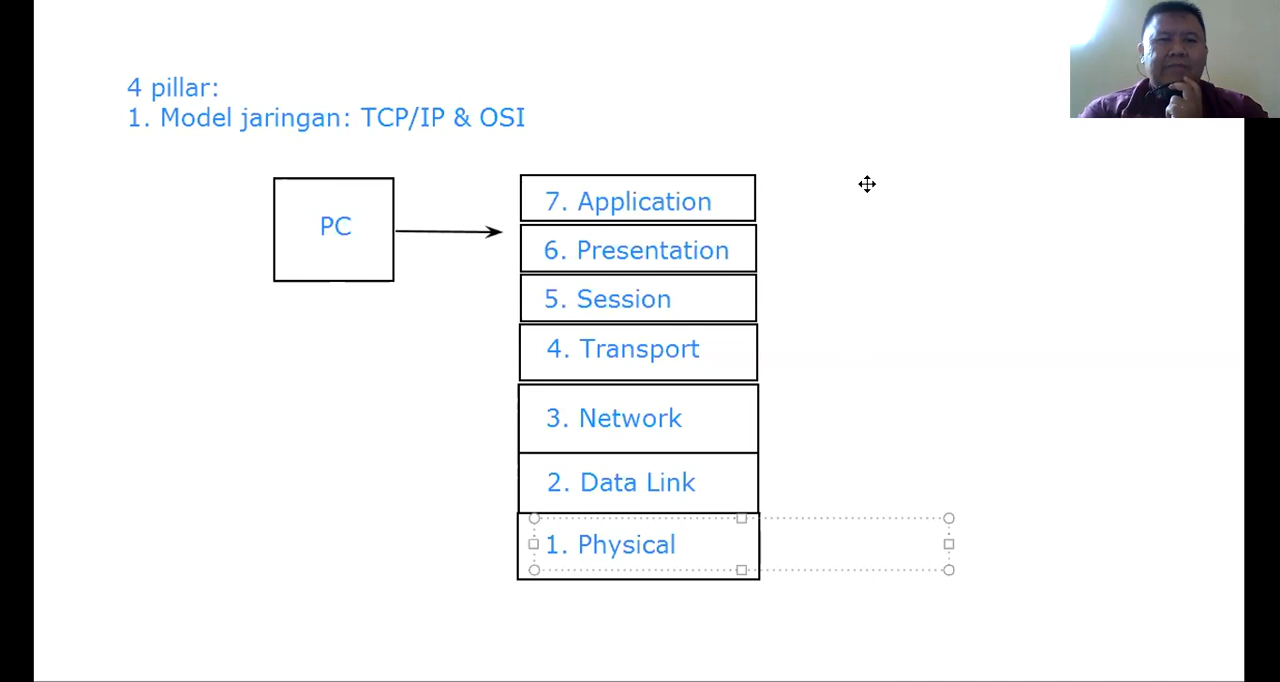 4 pillar:
1. Model jaringan: TCP/IP & OSI
PC
7. Application
6. Presentation
5. Session
4. Transport
3. Network
2. Data Link
1. Physical